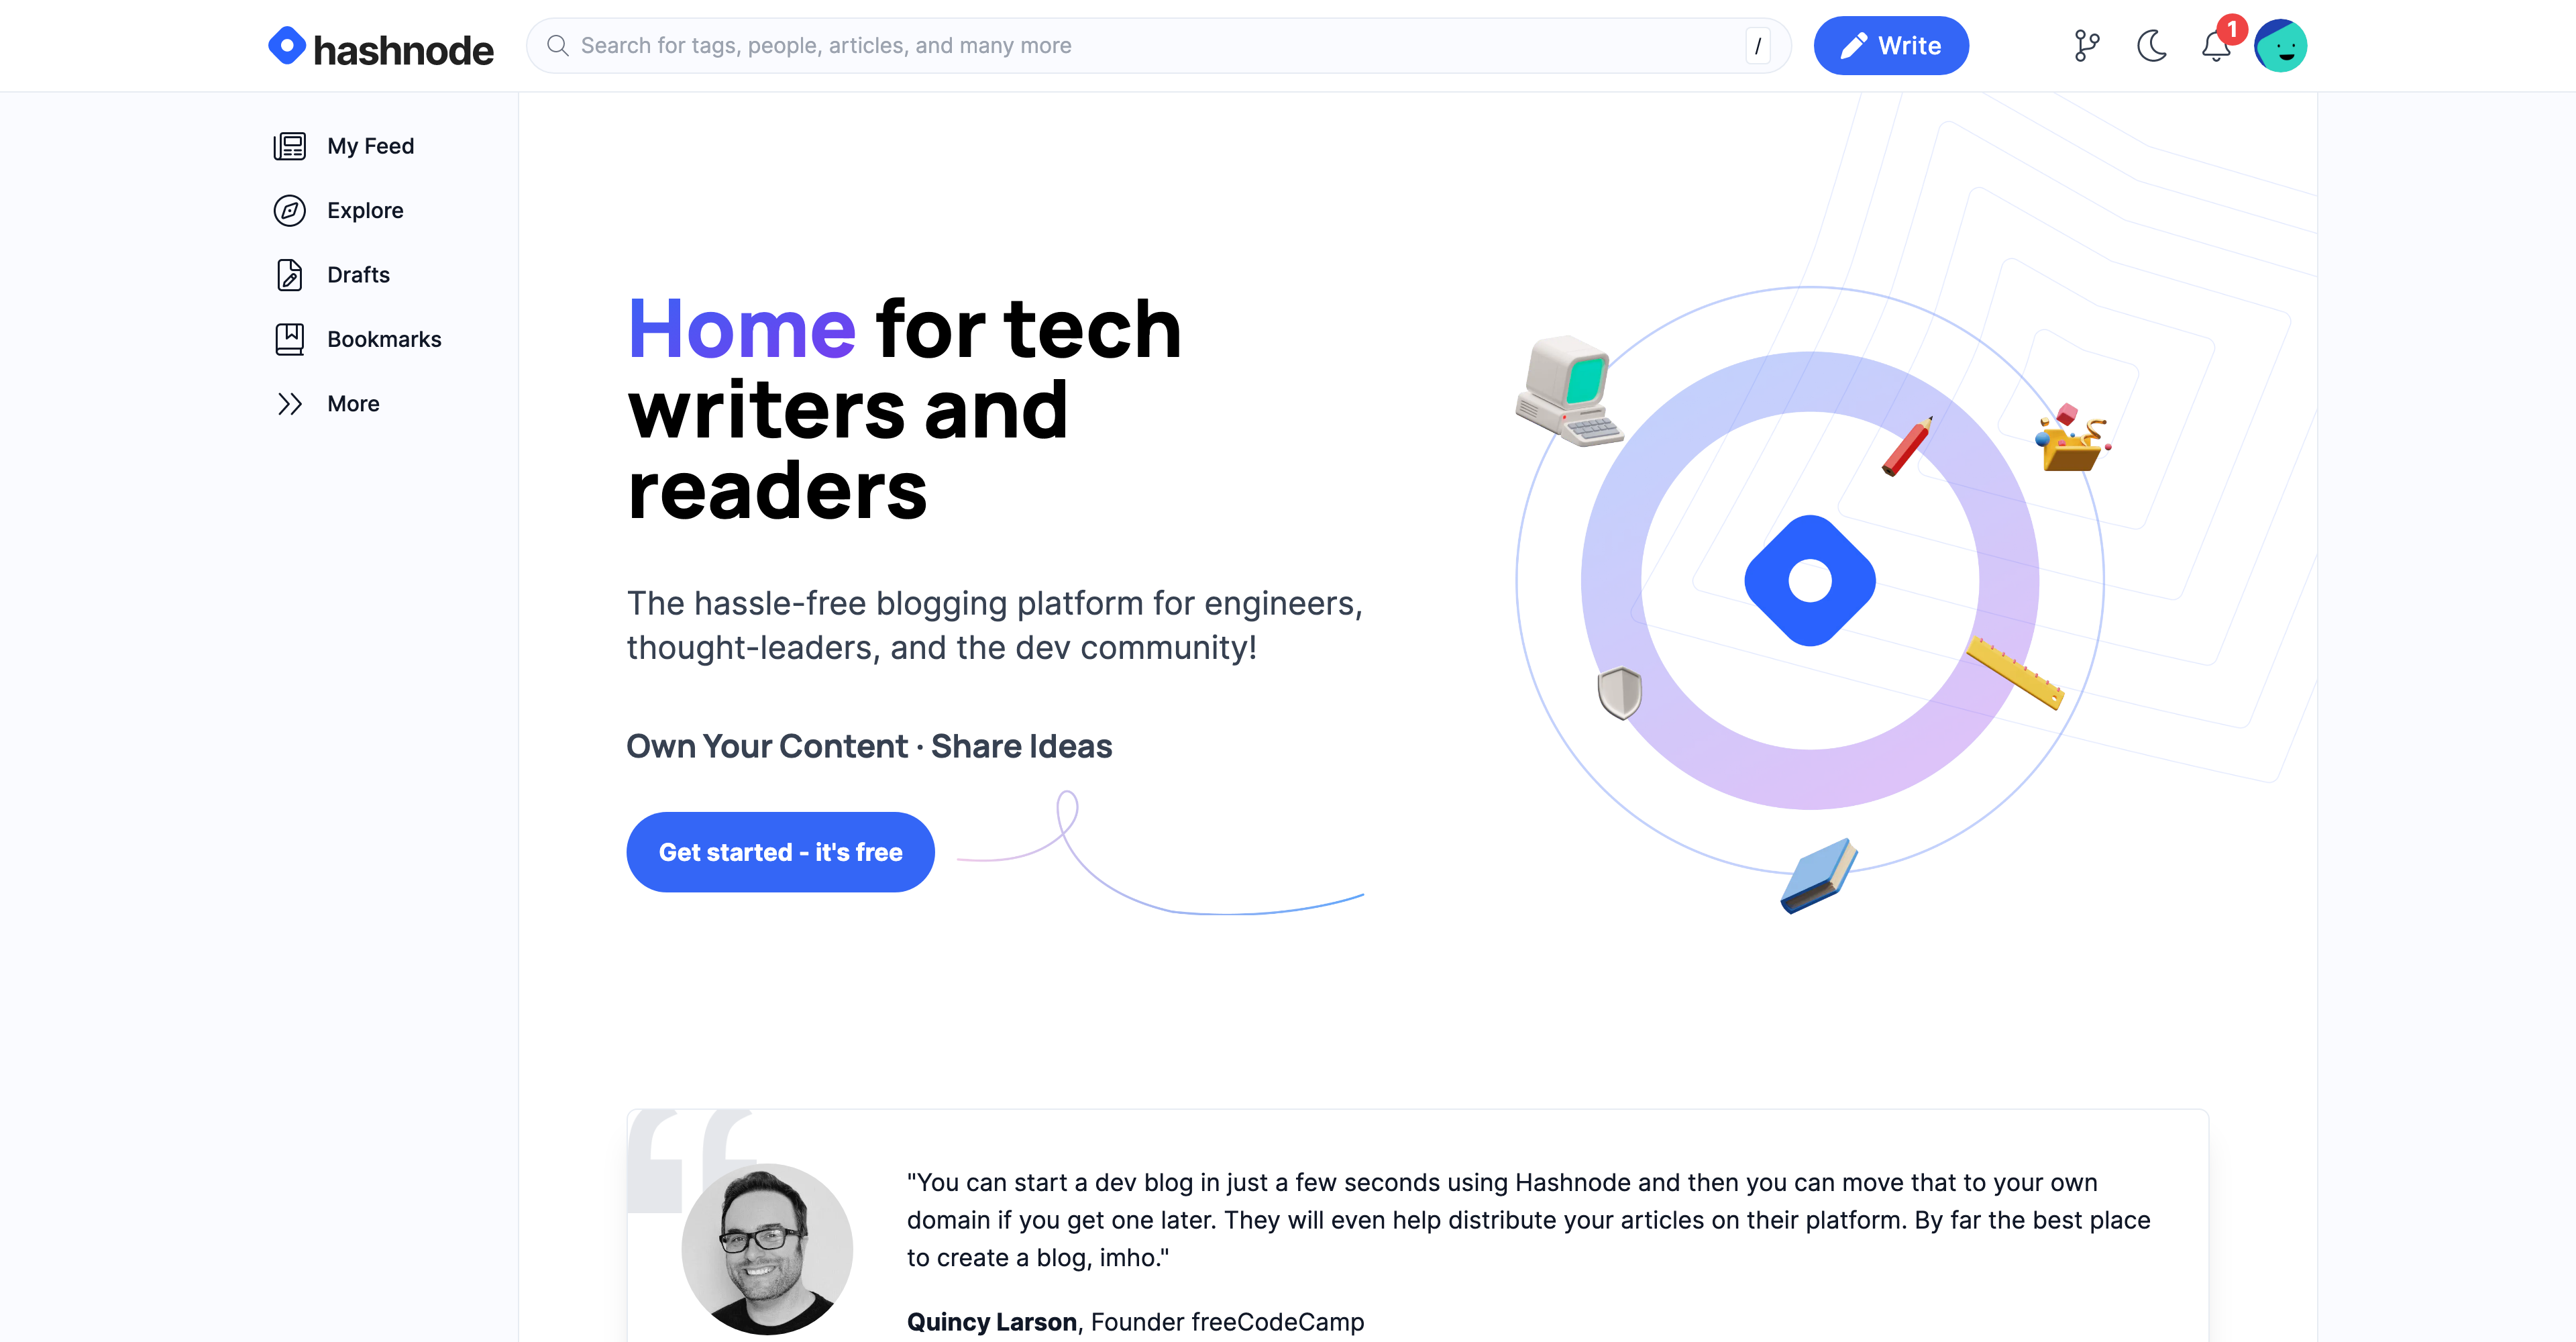 hashnode
Search for tags, people, articles, and many more
/
Write
1
My Feed
Explore
Drafts
Bookmarks
More
Home for tech
writers and
readers
The hassle-free blogging platform for engineers,
thought-leaders, and the dev community!
Own Your Content · Share Ideas
Get started - it's free
"You can start a dev blog in just a few seconds using Hashnode and then you can move that to your own
domain if you get one later. They will even help distribute your articles on their platform. By far the best place
to create a blog, imho."
Quincy Larson, Founder freeCodeCamp